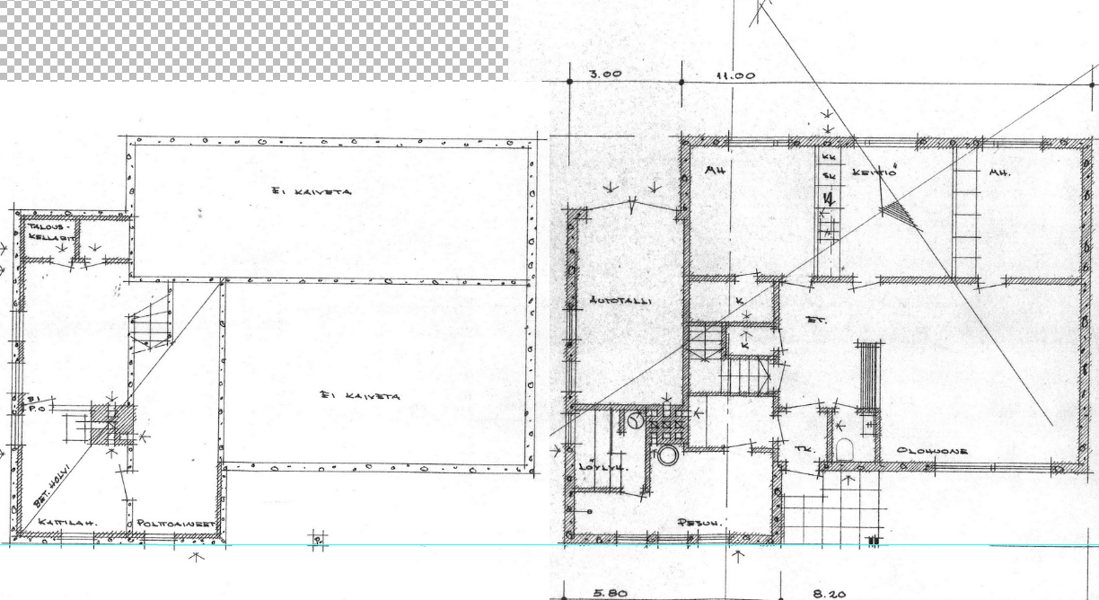 3.00
11.00
EI KAIVETA
TALOUS-
KELLARIT
EI KAIVETA
BET. HOLVI
KATTILAH.
POLTTOAINEET
MH
KK
SK
KEITTIÖ
MH.
AUTOTALLI
K
K
ET.
LÖYLYH.
TK.
OLOHUONE
PESUH.
5.80
8.20